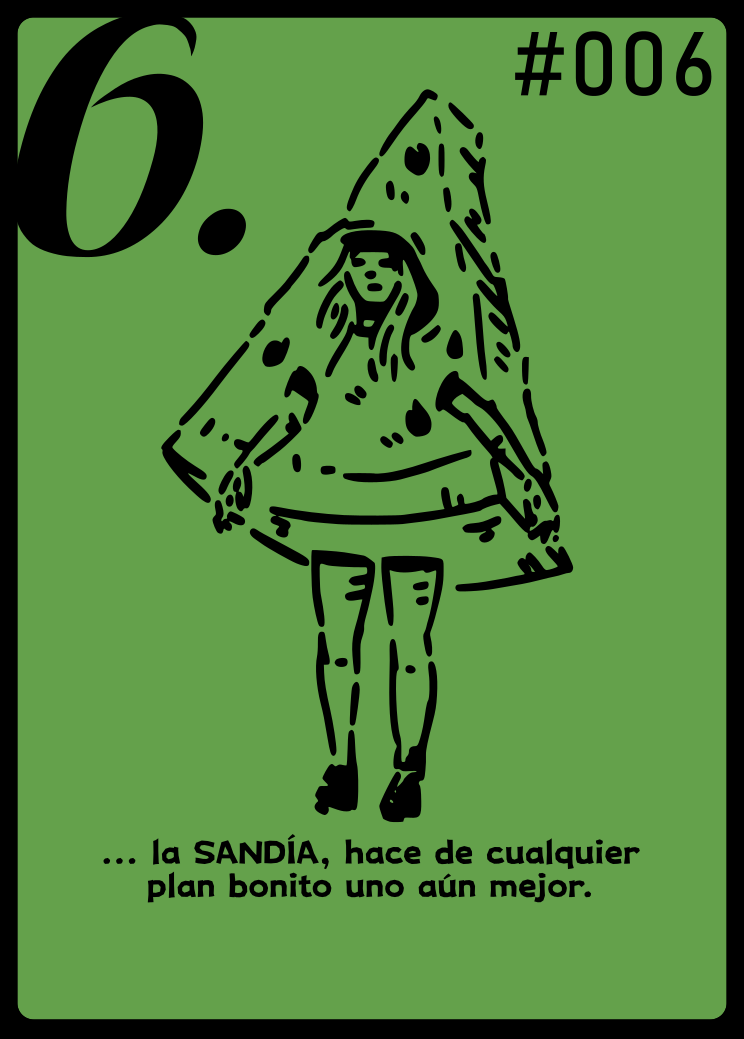 6.
#006
... la SANDÍA, hace de cualquier
plan bonito uno aún mejor.